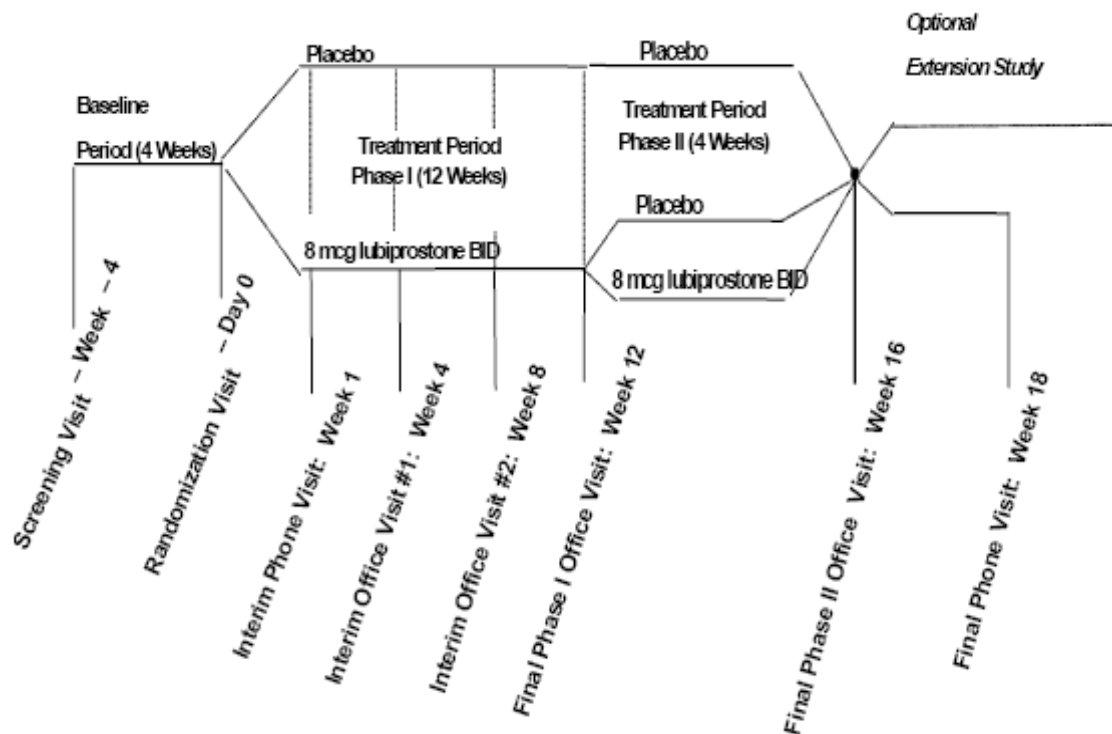 Optional
Extension Study
Placebo
Placebo
Baseline
Period (4 Weeks)
Treatment Period
Phase I (12 Weeks)
Treatment Period
Phase II (4 Weeks)
Placebo
8 mcg lubiprostone BID
8 mcg lubiprostone BID
Screening Visit – Week – 4
Randomization Visit – Day 0
Interim Phone Visit: Week 1
Interim Office Visit #1: Week 4
Interim Office Visit #2: Week 8
Final Phase I Office Visit: Week 12
Final Phase II Office Visit: Week 16
Final Phone Visit: Week 18